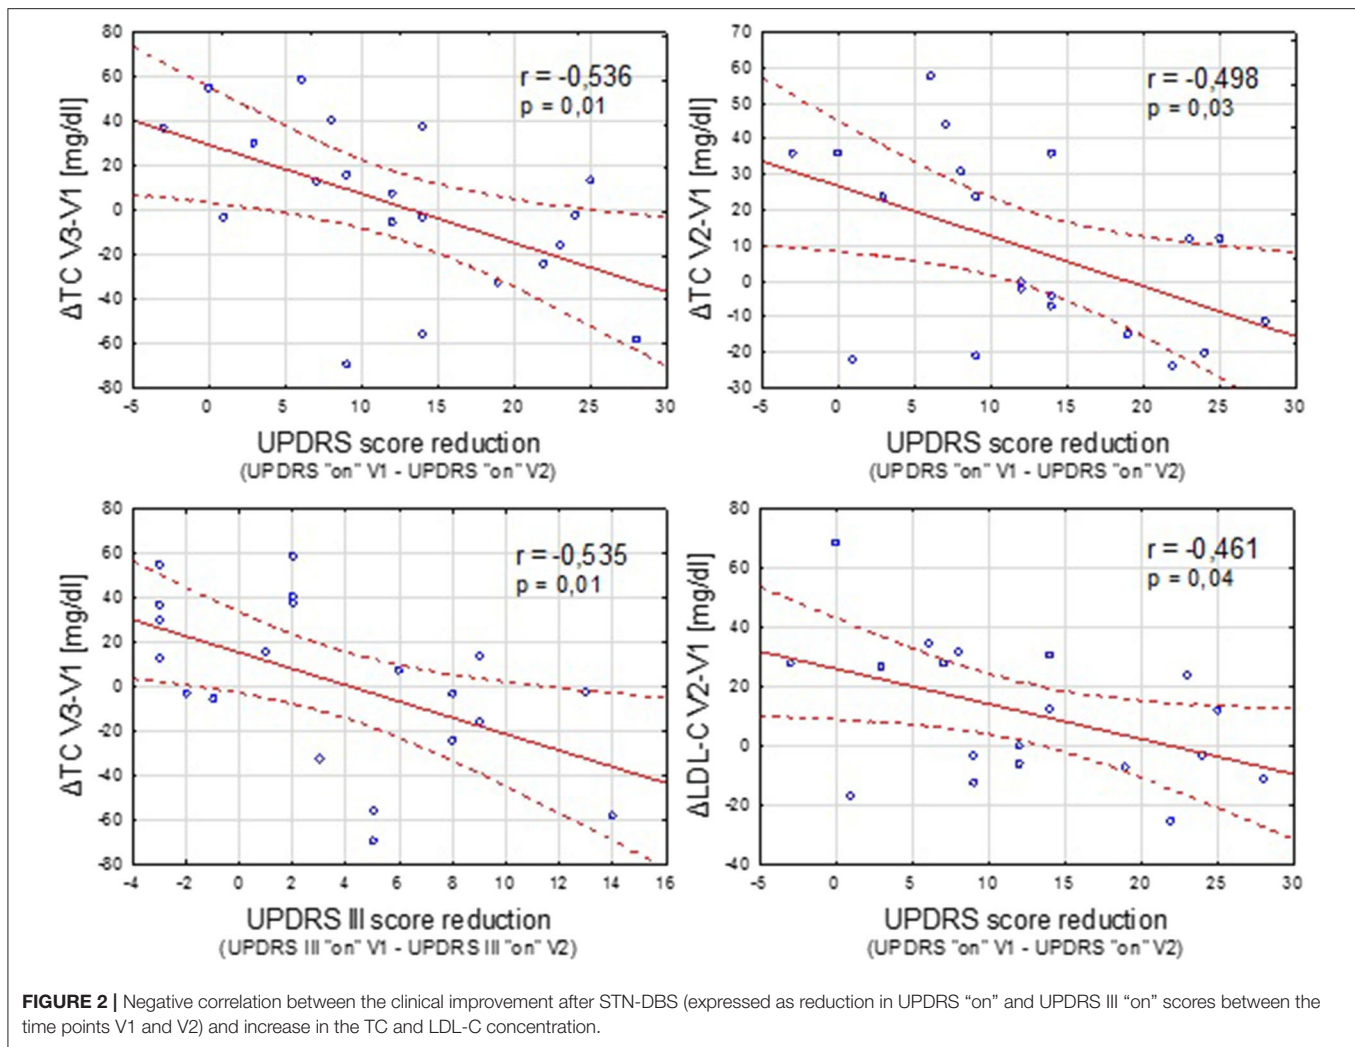 80
60
40
20
0
-20
-40
-60
-80
ΔTC V3-V1 [mg/dl]
r = -0,536
p = 0,01
-5 0 5 10 15 20 25 30
UPDRS score reduction
(UPDRS "on" V1 - UPDRS "on" V2)
70
60
50
40
30
20
10
0
-10
-20
-30
ΔTC V2-V1 [mg/dl]
r = -0,498
p = 0,03
-5 0 5 10 15 20 25 30
UPDRS score reduction
(UPDRS "on" V1 - UPDRS "on" V2)
80
60
40
20
0
-20
-40
-60
-80
ΔTC V3-V1 [mg/dl]
r = -0,535
p = 0,01
-4 -2 0 2 4 6 8 10 12 14 16
UPDRS III score reduction
(UPDRS III "on" V1 - UPDRS III "on" V2)
80
60
40
20
0
-20
-40
ΔLDL-C V2-V1 [mg/dl]
r = -0,461
p = 0,04
-5 0 5 10 15 20 25 30
UPDRS score reduction
(UPDRS "on" V1 - UPDRS "on" V2)
FIGURE 2 | Negative correlation between the clinical improvement after STN-DBS (expressed as reduction in UPDRS “on” and UPDRS III “on” scores between the
time points V1 and V2) and increase in the TC and LDL-C concentration.